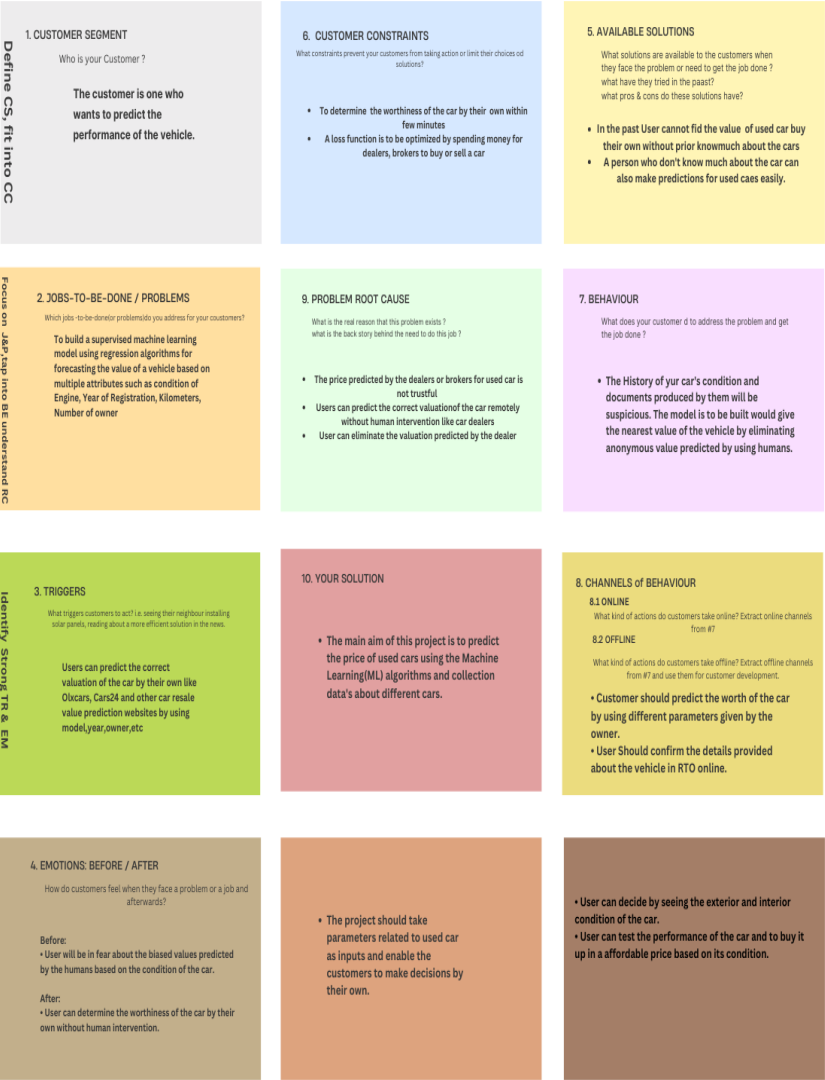 Define CS, fit into CC
1. CUSTOMER SEGMENT
Who is your Customer ?
The customer is one who
wants to predict the
performance of the vehicle.
6. CUSTOMER CONSTRAINTS
What constraints prevent your customers from taking action or limit their choices od
solutions?
• To determine the worthiness of the car by their own within
few minutes
• A loss function is to be optimized by spending money for
dealers, brokers to buy or sell a car
5. AVAILABLE SOLUTIONS
What solutions are available to the customers when
they face the problem or need to get the job done ?
what have they tried in the paast?
what pros & cons do these solutions have?
• In the past User cannot fid the value of used car buy
their own without prior knowmuch about the cars
• A person who don't know much about the car can
also make predictions for used caes easily.
Focus on J&P,tap into BE understand RC
2. JOBS-TO-BE-DONE / PROBLEMS
Which jobs -to-be-done(or problems)do you address for your coustomers?
To build a supervised machine learning
model using regression algorithms for
forecasting the value of a vehicle based on
multiple attributes such as condition of
Engine, Year of Registration, Kilometers,
Number of owner
9. PROBLEM ROOT CAUSE
What is the real reason that this problem exists ?
what is the back story behind the need to do this job ?
• The price predicted by the dealers or brokers for used car is
not trustful
• Users can predict the correct valuationof the car remotely
without human intervention like car dealers
• User can eliminate the valuation predicted by the dealer
7. BEHAVIOUR
What does your customer d to address the problem and get
the job done ?
• The History of yur car's condition and
documents produced by them will be
suspicious. The model is to be built would give
the nearest value of the vehicle by eliminating
anonymous value predicted by using humans.
Identify Strong TR & EM
3. TRIGGERS
What triggers customers to act? i.e. seeing their neighbour installing
solar panels, reading about a more efficient solution in the news.
Users can predict the correct
valuation of the car by their own like
Olxcars, Cars24 and other car resale
value prediction websites by using
model,year,owner,etc
10. YOUR SOLUTION
• The main aim of this project is to predict
the price of used cars using the Machine
Learning(ML) algorithms and collection
data's about different cars.
8. CHANNELS of BEHAVIOUR
8.1 ONLINE
What kind of actions do customers take online? Extract online channels
from #7
8.2 OFFLINE
What kind of actions do customers take offline? Extract offline channels
from #7 and use them for customer development.
• Customer should predict the worth of the car
by using different parameters given by the
owner.
• User Should confirm the details provided
about the vehicle in RTO online.
4. EMOTIONS: BEFORE / AFTER
How do customers feel when they face a problem or a job and
afterwards?
Before:
• User will be in fear about the biased values predicted
by the humans based on the condition of the car.
After:
• User can determine the worthiness of the car by their
own without human intervention.
• The project should take
parameters related to used car
as inputs and enable the
customers to make decisions by
their own.
• User can decide by seeing the exterior and interior
condition of the car.
• User can test the performance of the car and to buy it
up in a affordable price based on its condition.